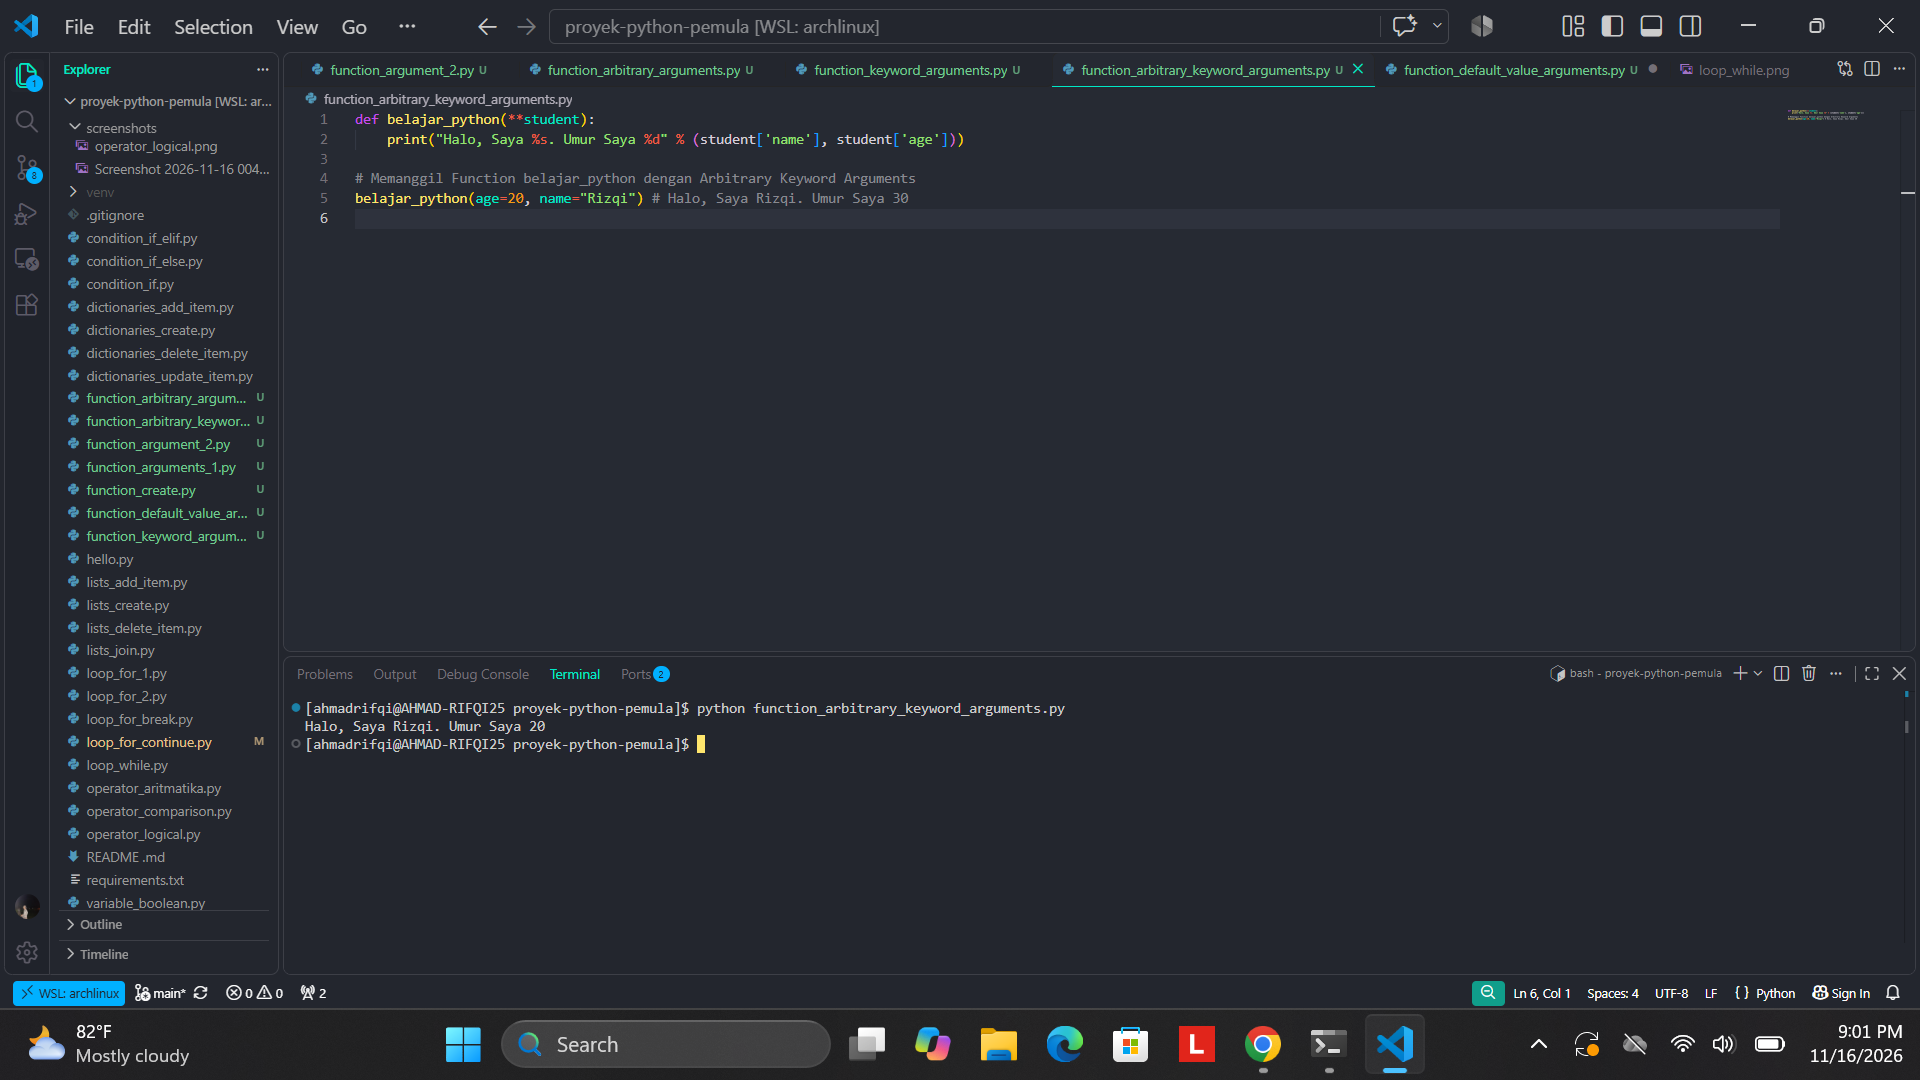 File Edit Selection View Go ···
proyek-python-pemula [WSL: archlinux]
Explorer ···
1
8
proyek-python-pemula [WSL: ar...
screenshots
operator_logical.png
Screenshot 2026-11-16 004...
venv
.gitignore
condition_if_elif.py
condition_if_else.py
condition_if.py
dictionaries_add_item.py
dictionaries_create.py
dictionaries_delete_item.py
dictionaries_update_item.py
function_arbitrary_argum... U
function_arbitrary_keywor... U
function_argument_2.py U
function_arguments_1.py U
function_create.py U
function_default_value_ar... U
function_keyword_argum... U
hello.py
lists_add_item.py
lists_create.py
lists_delete_item.py
lists_join.py
loop_for_1.py
loop_for_2.py
loop_for_break.py
loop_for_continue.py M
loop_while.py
operator_aritmatika.py
operator_comparison.py
operator_logical.py
README .md
requirements.txt
variable_boolean.py
Outline
Timeline
function_argument_2.py U function_arbitrary_arguments.py U function_keyword_arguments.py U function_arbitrary_keyword_arguments.py U function_default_value_arguments.py U loop_while.png
function_arbitrary_keyword_arguments.py
1 def belajar_python(**student):
2     print("Halo, Saya %s. Umur Saya %d" % (student['name'], student['age']))
3
4 # Memanggil Function belajar_python dengan Arbitrary Keyword Arguments
5 belajar_python(age=20, name="Rizqi") # Halo, Saya Rizqi. Umur Saya 30
6
Problems Output Debug Console Terminal Ports 2
bash - proyek-python-pemula
[ahmadrifqi@AHMAD-RIFQI25 proyek-python-pemula]$ python function_arbitrary_keyword_arguments.py
Halo, Saya Rizqi. Umur Saya 20
[ahmadrifqi@AHMAD-RIFQI25 proyek-python-pemula]$
WSL: archlinux main* 0 0 2
Ln 6, Col 1 Spaces: 4 UTF-8 LF { } Python Sign In
82°F
Mostly cloudy
Search
L
9:01 PM
11/16/2026